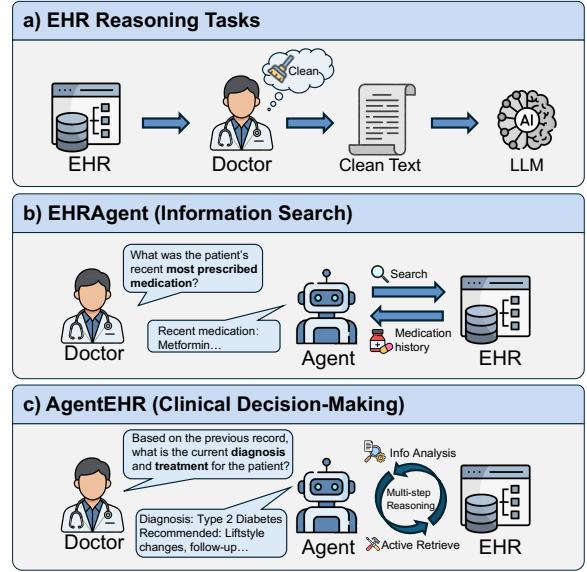 a) EHR Reasoning Tasks
Clean
EHR
Doctor
Clean Text
AI
LLM
b) EHRAgent (Information Search)
What was the patient's
recent most prescribed
medication?
Search
Recent medication:
Metformin...
Medication
history
Doctor
Agent
EHR
c) AgentEHR (Clinical Decision-Making)
Based on the previous record,
what is the current diagnosis
and treatment for the patient?
Info Analysis
Multi-step
Reasoning
Diagnosis: Type 2 Diabetes
Recommended: Liftstyle
changes, follow-up...
Active Retrieve
Doctor
Agent
EHR